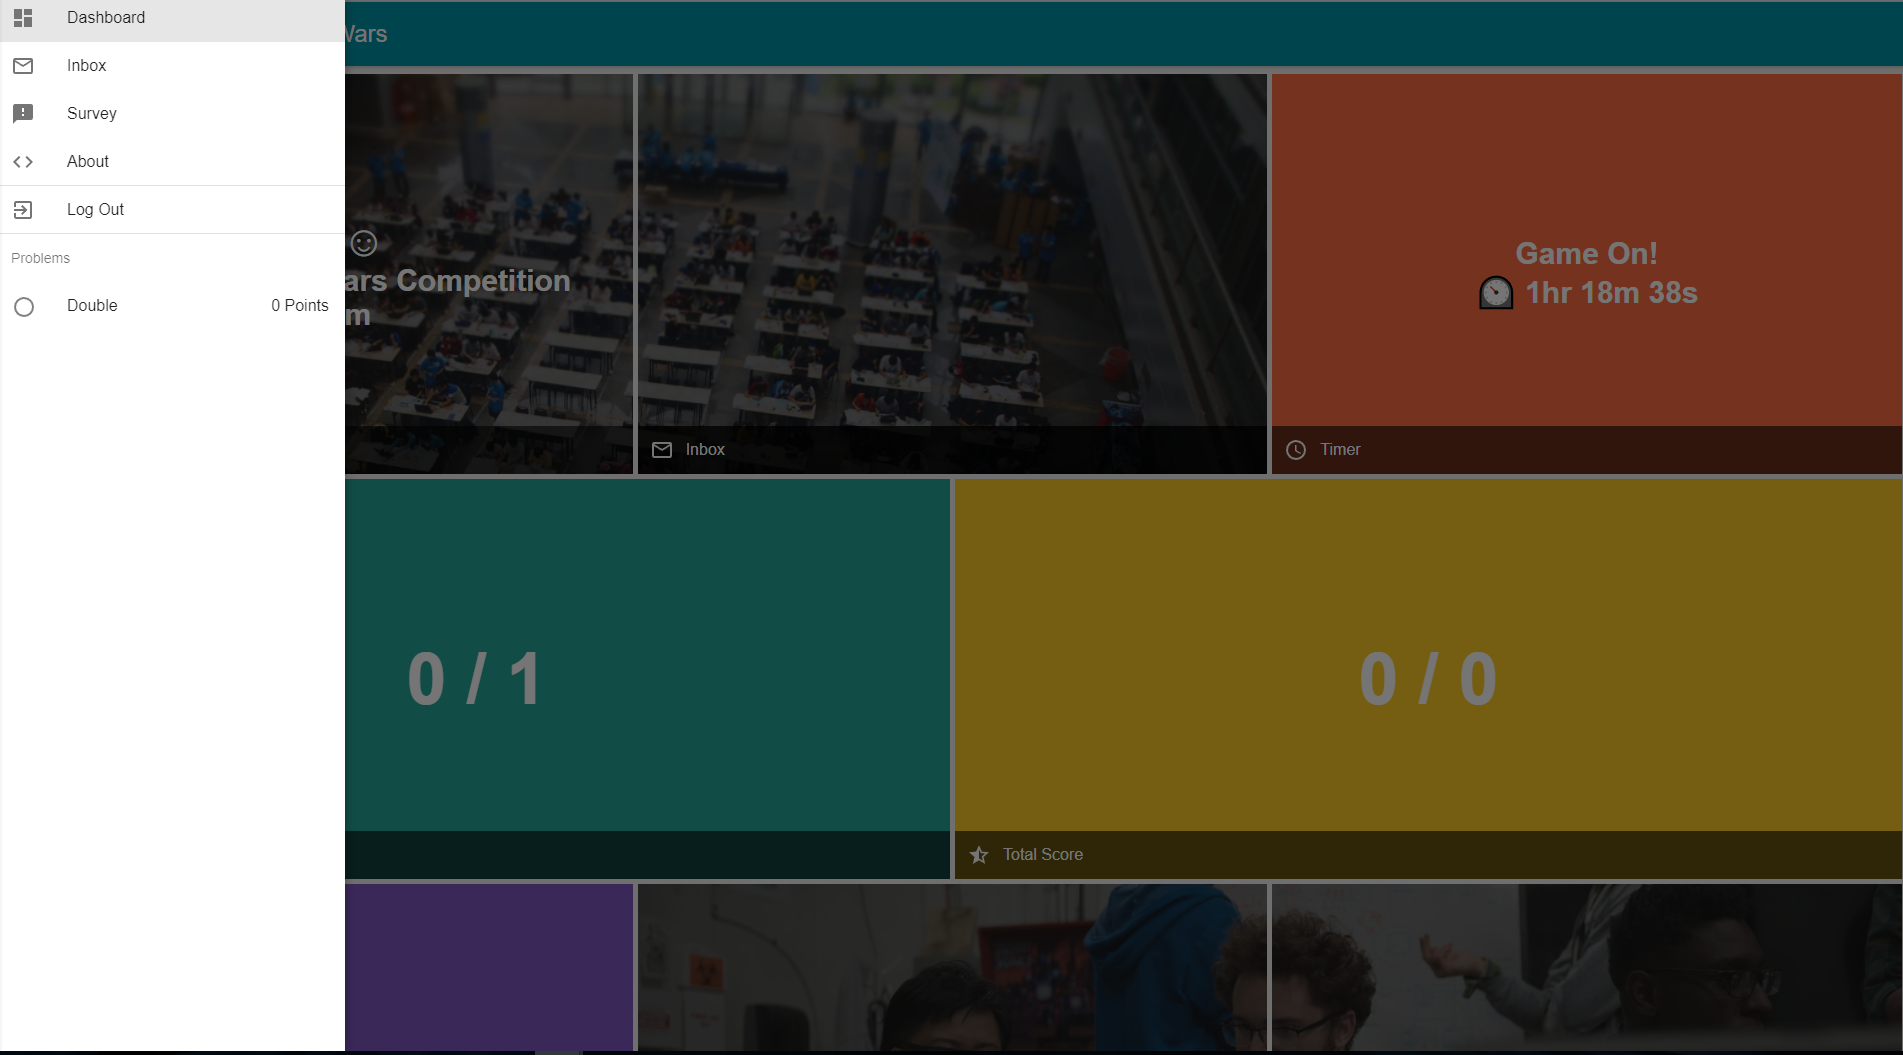 Dashboard
Inbox
Survey
About
Log Out
Problems
Double 0 Points
Wars
ars Competition
m
Inbox
Game On!
1hr 18m 38s
Timer
0 / 1
0 / 0
Total Score